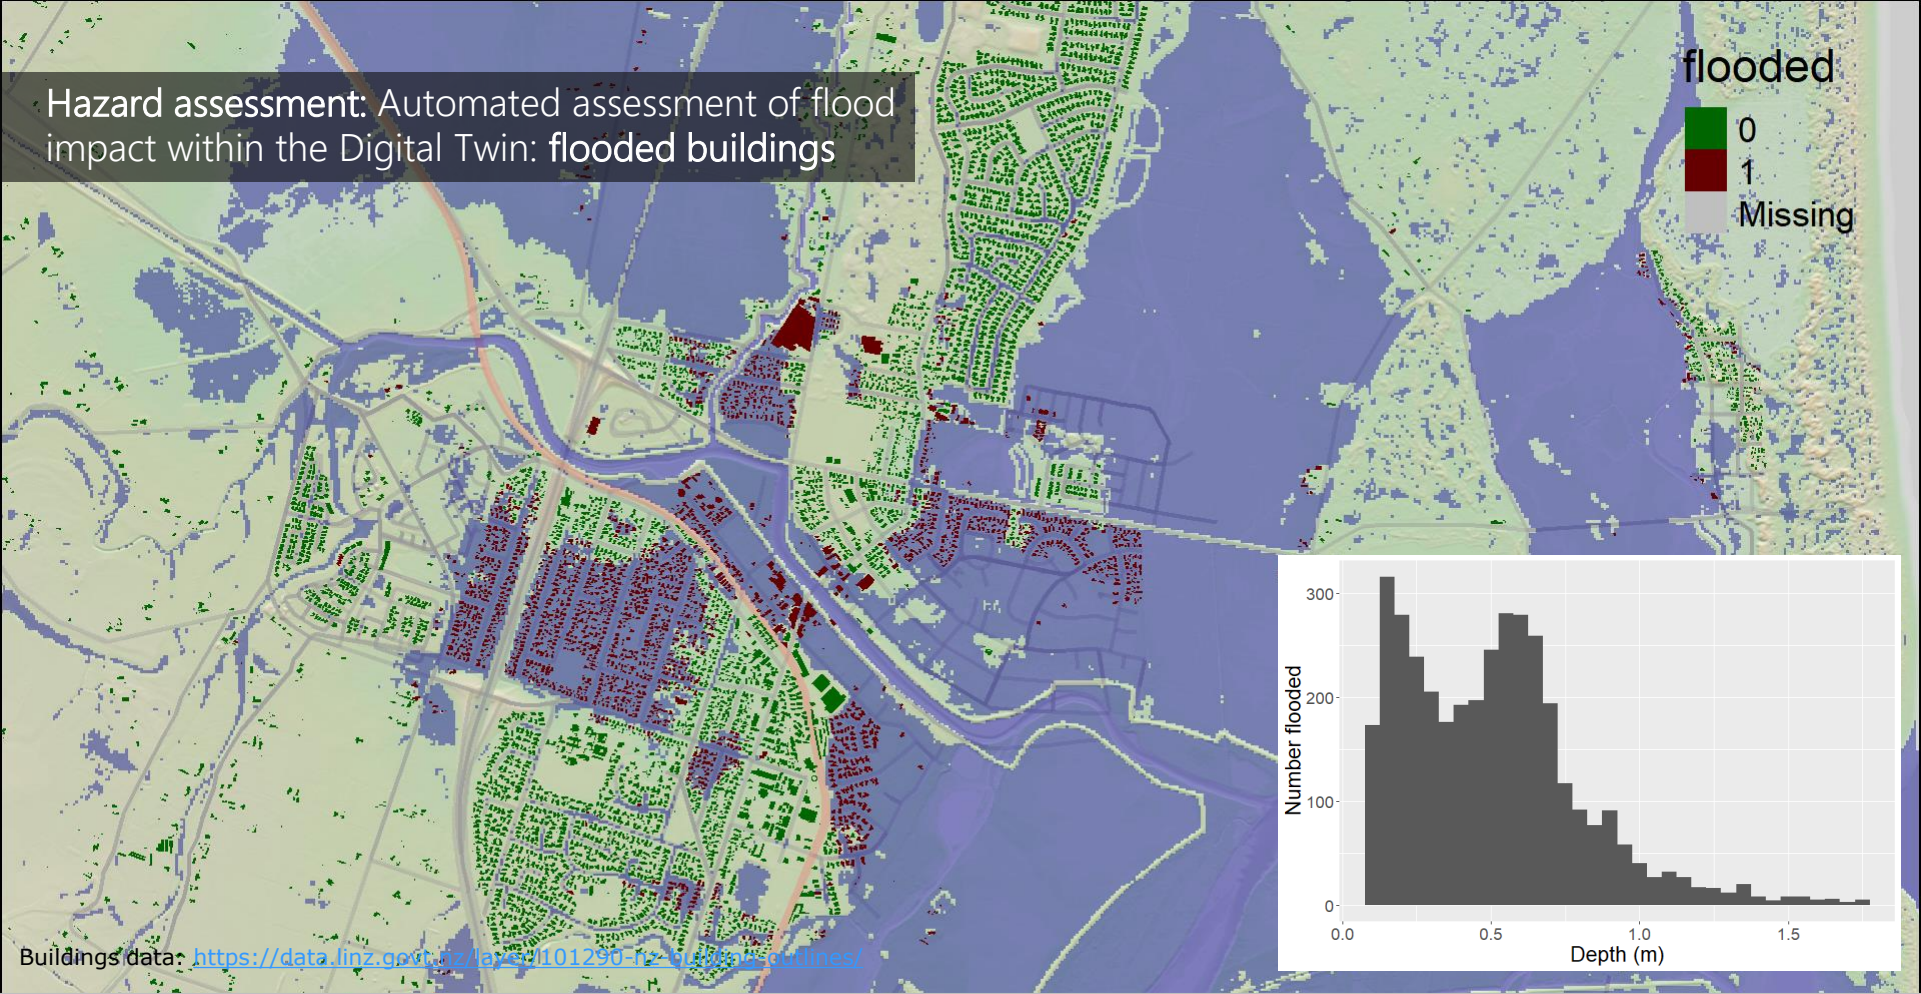 Hazard assessment: Automated assessment of flood
impact within the Digital Twin: flooded buildings
flooded
0
1
Missing
300
200
100
0
Number flooded
0.0 0.5 1.0 1.5
Depth (m)
Buildings data: https://data.linz.govt.nz/layer/101290-nz-building-outlines/